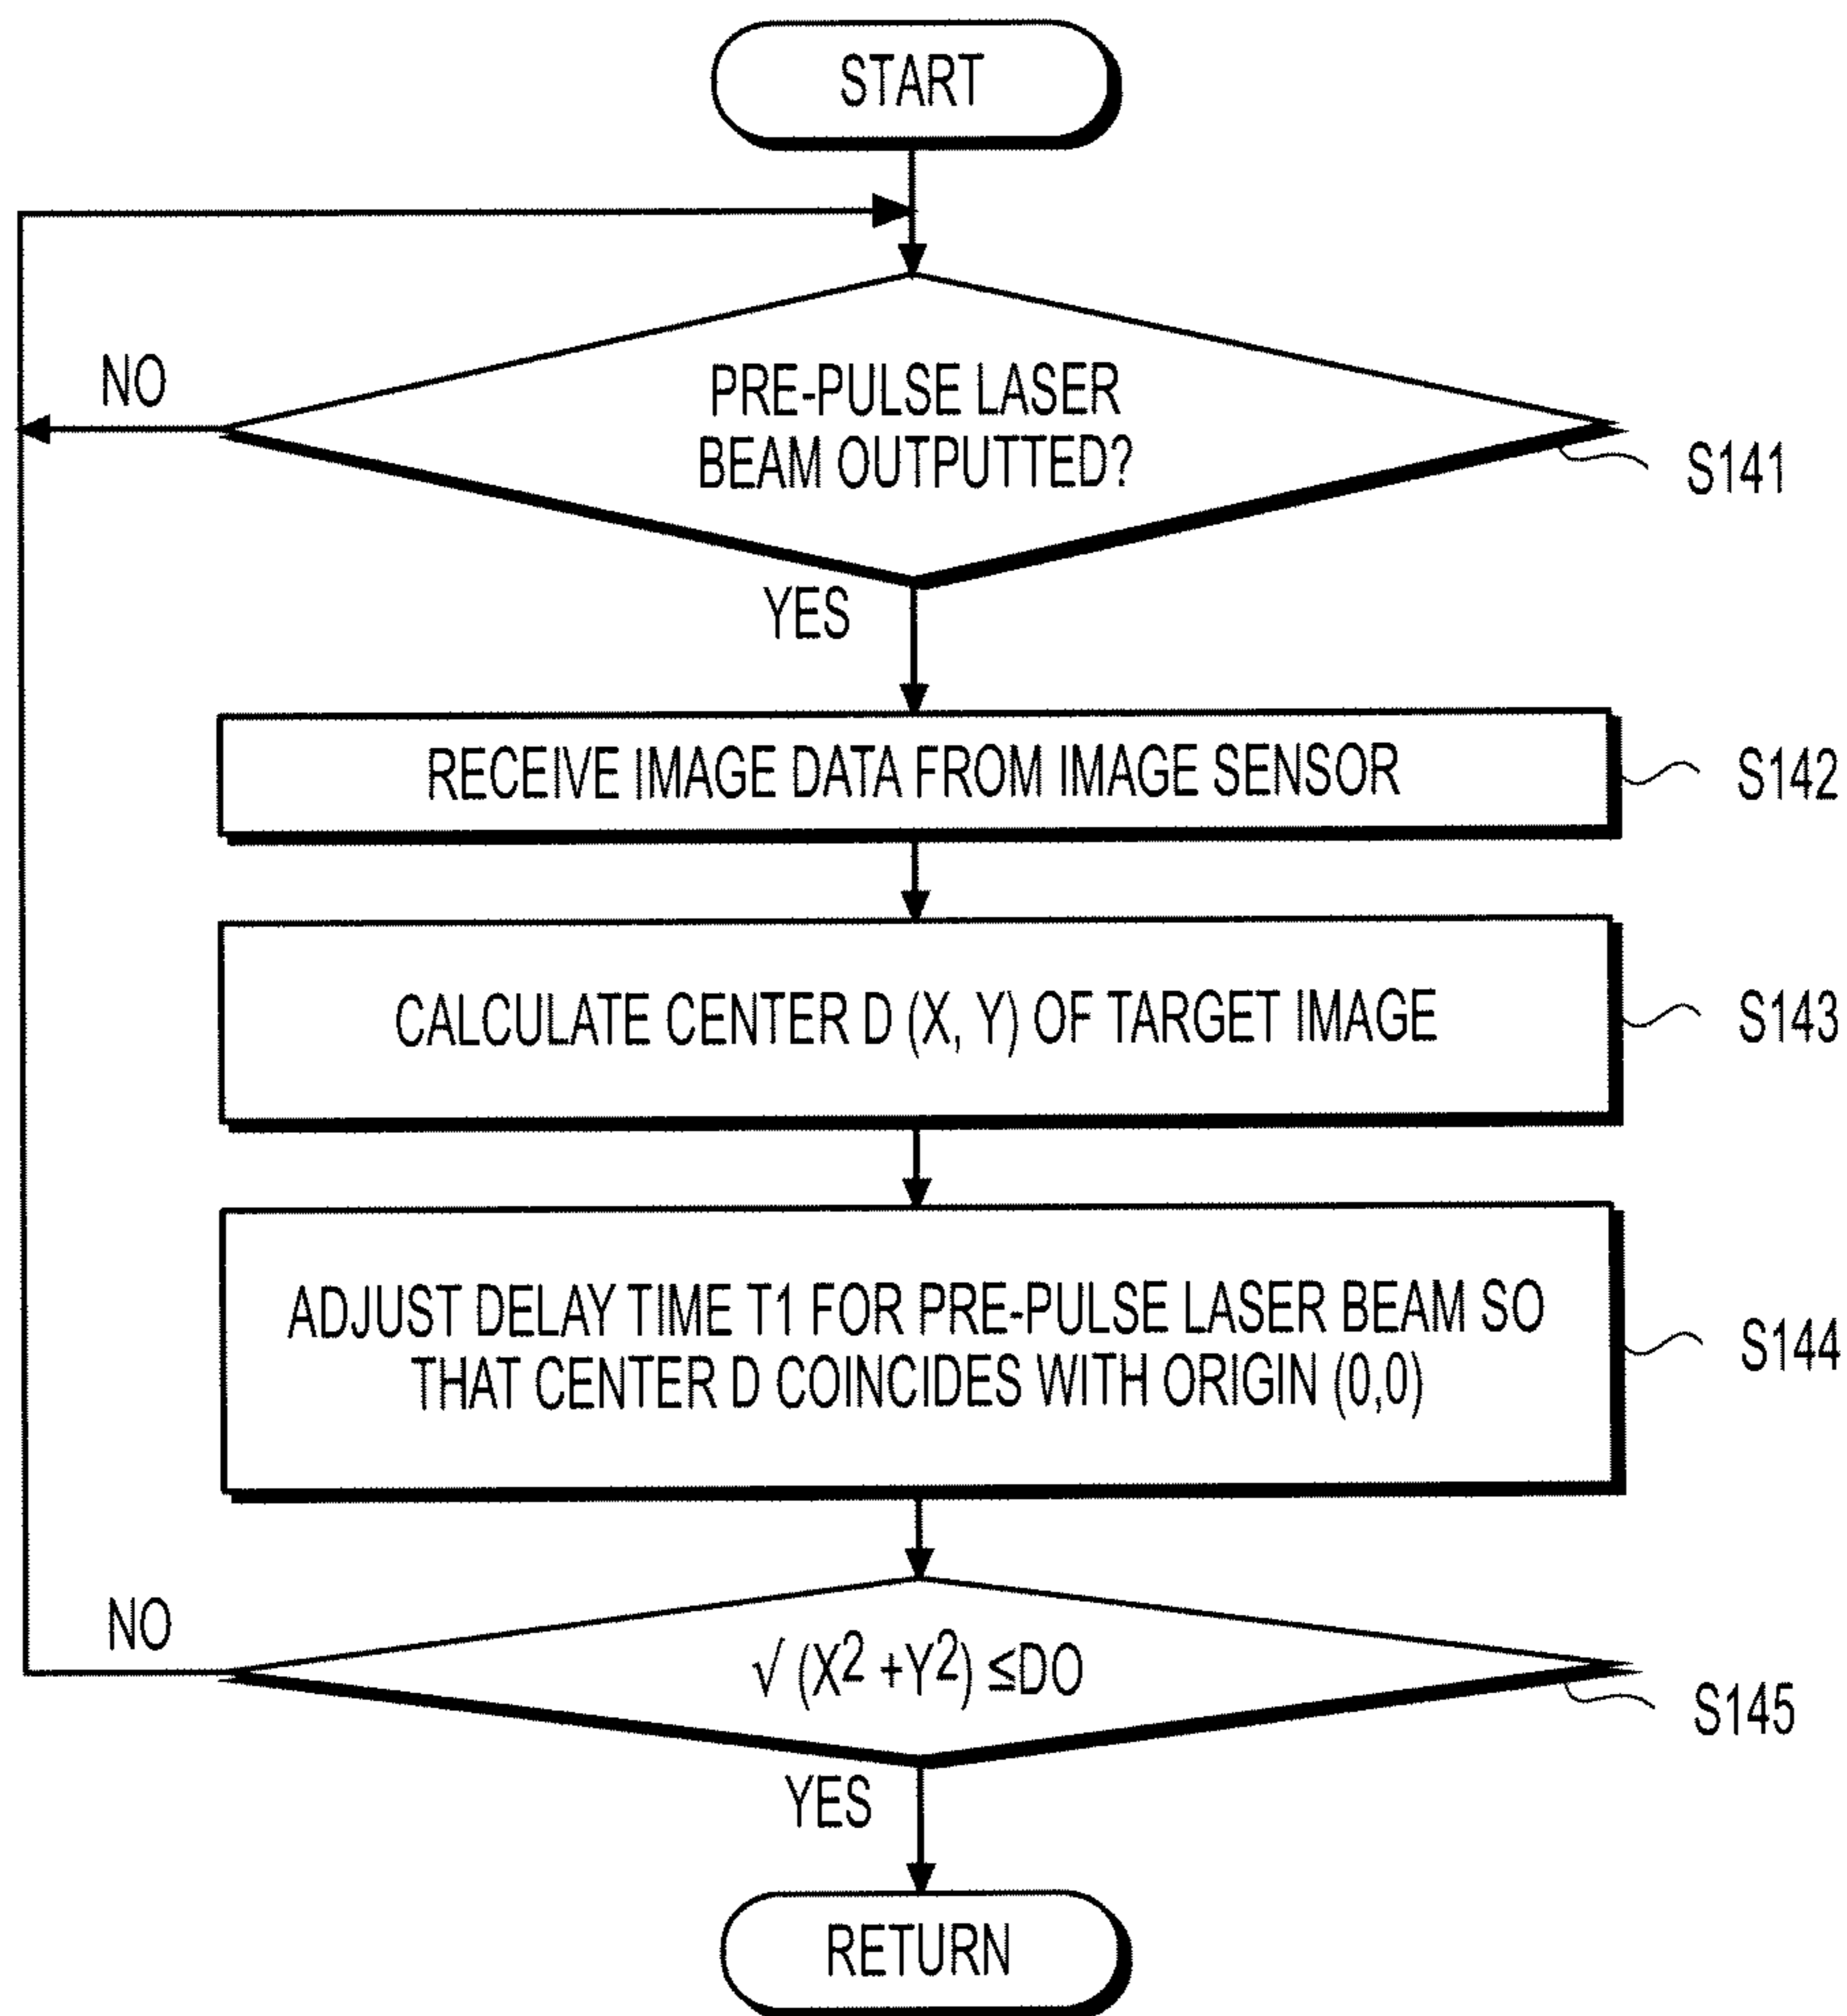 START
NO
PRE-PULSE LASER
BEAM OUTPUTTED?
S141
YES
RECEIVE IMAGE DATA FROM IMAGE SENSOR
S142
CALCULATE CENTER D (X, Y) OF TARGET IMAGE
S143
ADJUST DELAY TIME T1 FOR PRE-PULSE LASER BEAM SO
THAT CENTER D COINCIDES WITH ORIGIN (0,0)
S144
NO
√ (X² +Y²) ≤DO
S145
YES
RETURN